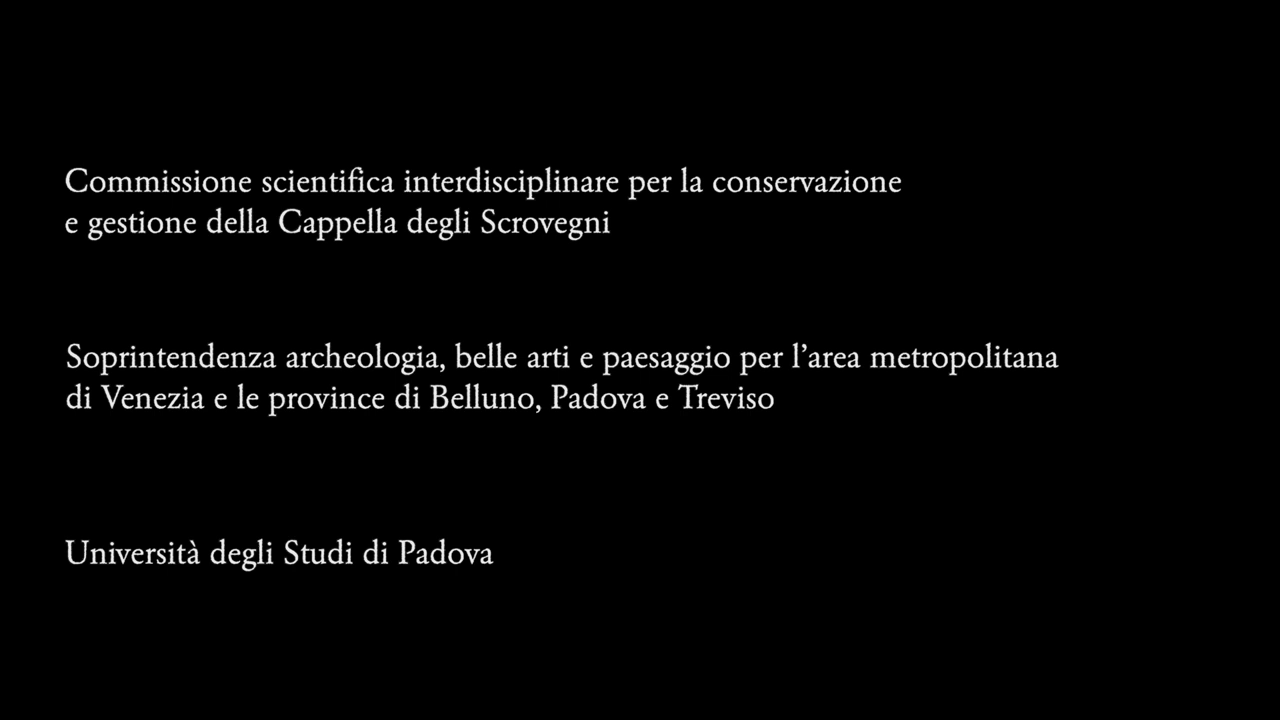 Commissione scientifica interdisciplinare per la conservazione
e gestione della Cappella degli Scrovegni
Soprintendenza archeologia, belle arti e paesaggio per l’area metropolitana
di Venezia e le province di Belluno, Padova e Treviso
Università degli Studi di Padova